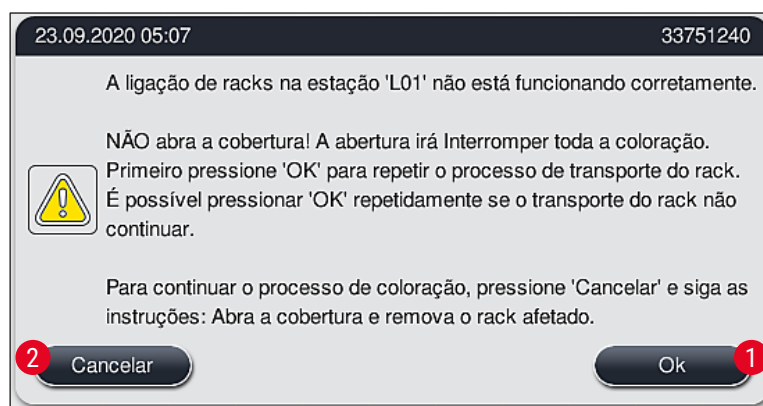 23.09.2020 05:07 33751240
A ligação de racks na estação 'L01' não está funcionando corretamente.
NÃO abra a cobertura! A abertura irá Interromper toda a coloração.
Primeiro pressione 'OK' para repetir o processo de transporte do rack.
É possível pressionar 'OK' repetidamente se o transporte do rack não
continuar.
Para continuar o processo de coloração, pressione 'Cancelar' e siga as
instruções: Abra a cobertura e remova o rack afetado.
2 Cancelar Ok 1